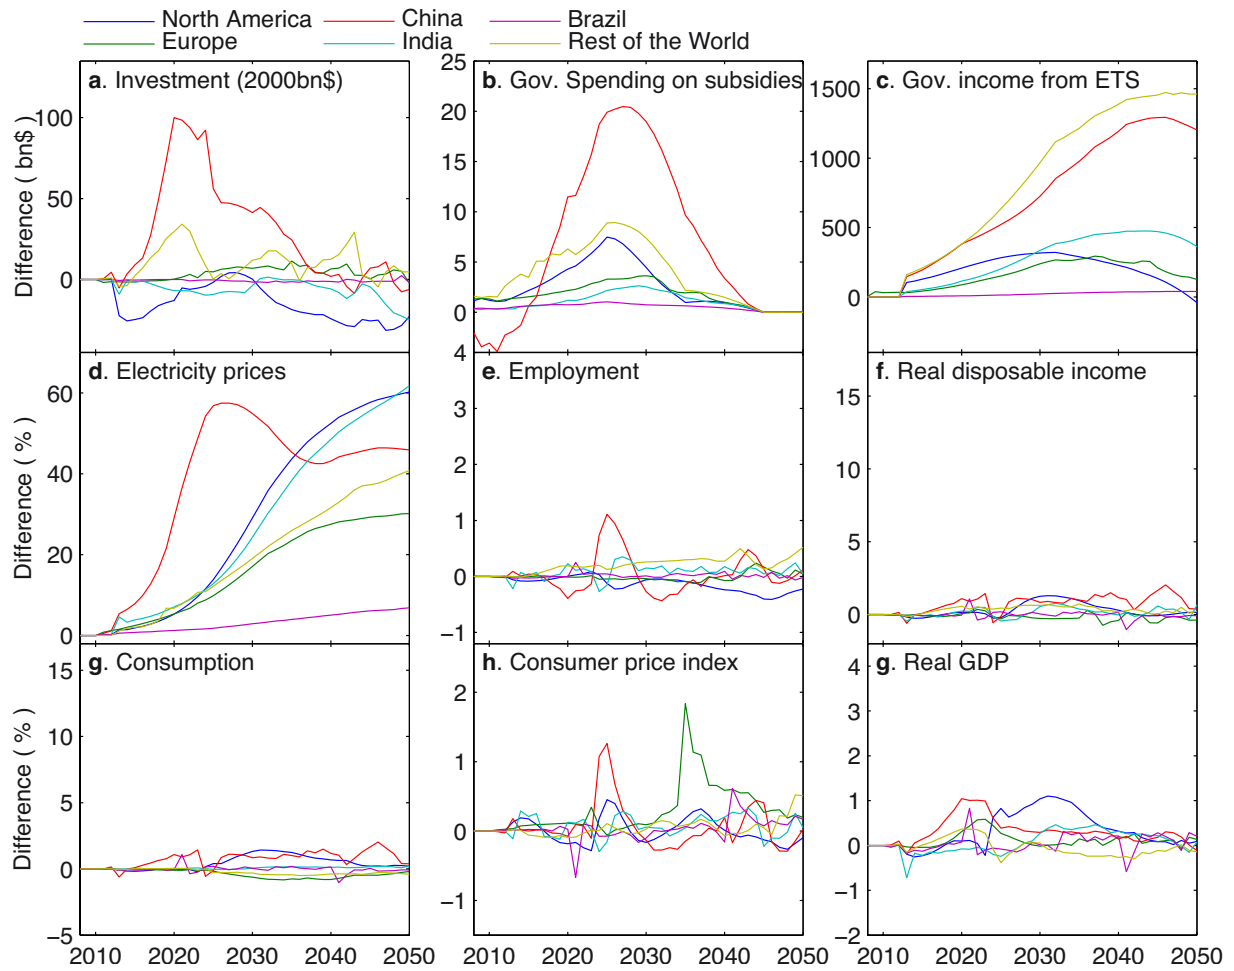 North America
China
Brazil
Europe
India
Rest of the World
a. Investment (2000bn$)
b. Gov. Spending on subsidies
c. Gov. income from ETS
Difference ( bn$ )
100
50
0
25
20
15
10
5
0
1500
1000
500
0
d. Electricity prices
e. Employment
f. Real disposable income
Difference ( % )
60
40
20
0
4
3
2
1
0
−1
15
10
5
0
g. Consumption
h. Consumer price index
g. Real GDP
Difference ( % )
15
10
5
0
−5
2
1
0
−1
4
3
2
1
0
−1
−2
2010 2020 2030 2040 2050
2010 2020 2030 2040 2050
2010 2020 2030 2040 2050